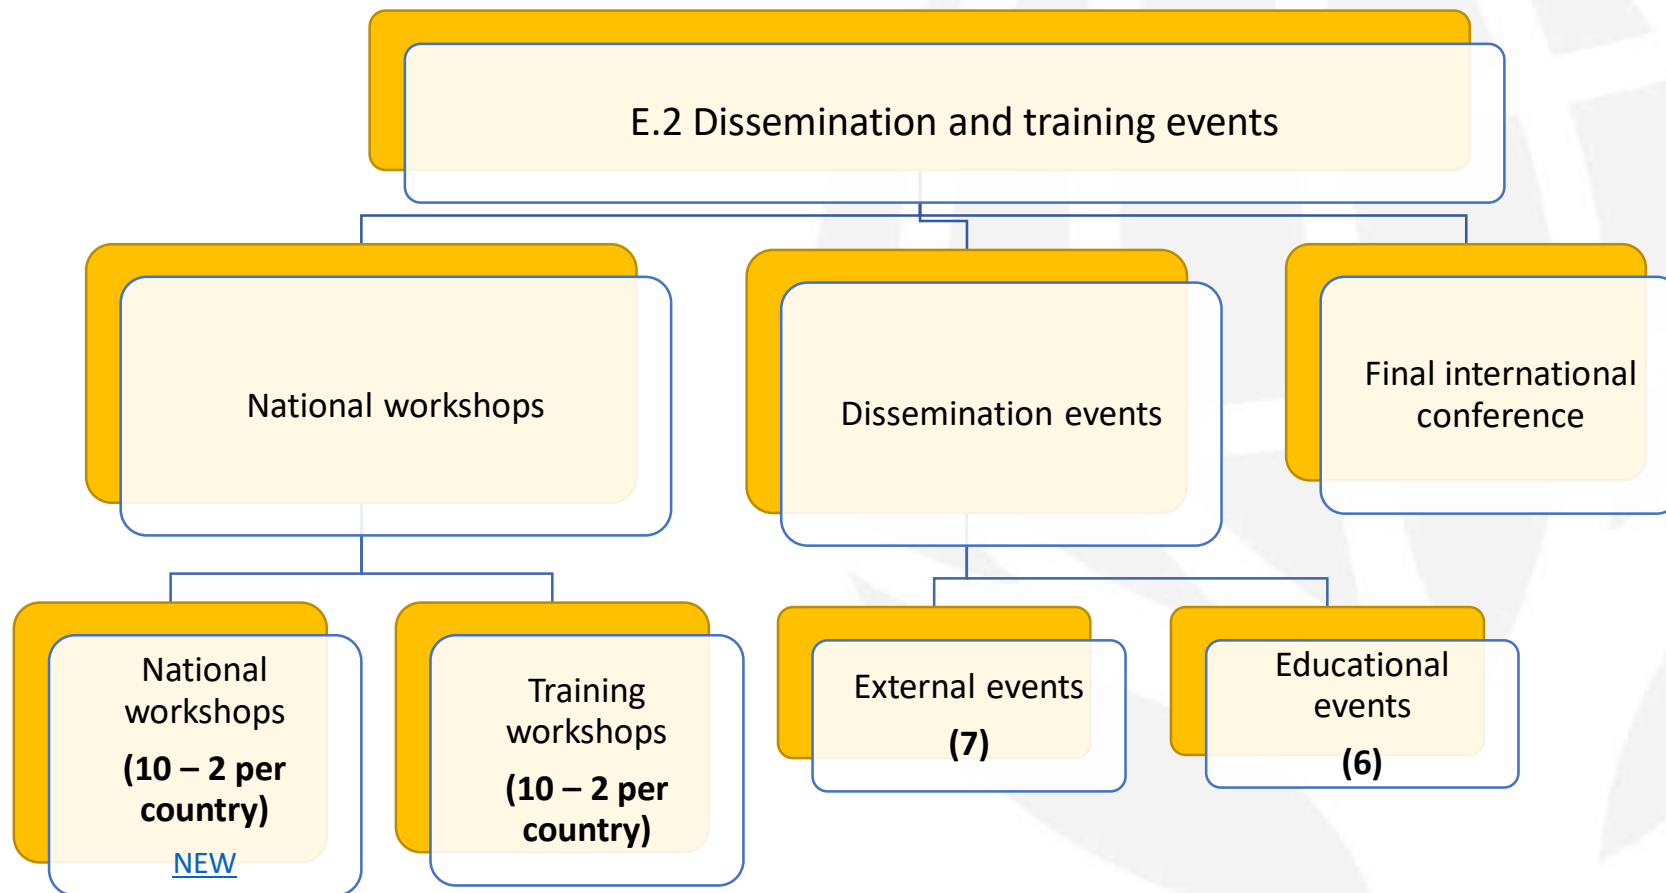 E.2 Dissemination and training events
National workshops
Dissemination events
Final international
conference
National
workshops
(10 – 2 per
country)
NEW
Training
workshops
(10 – 2 per
country)
External events
(7)
Educational
events
(6)